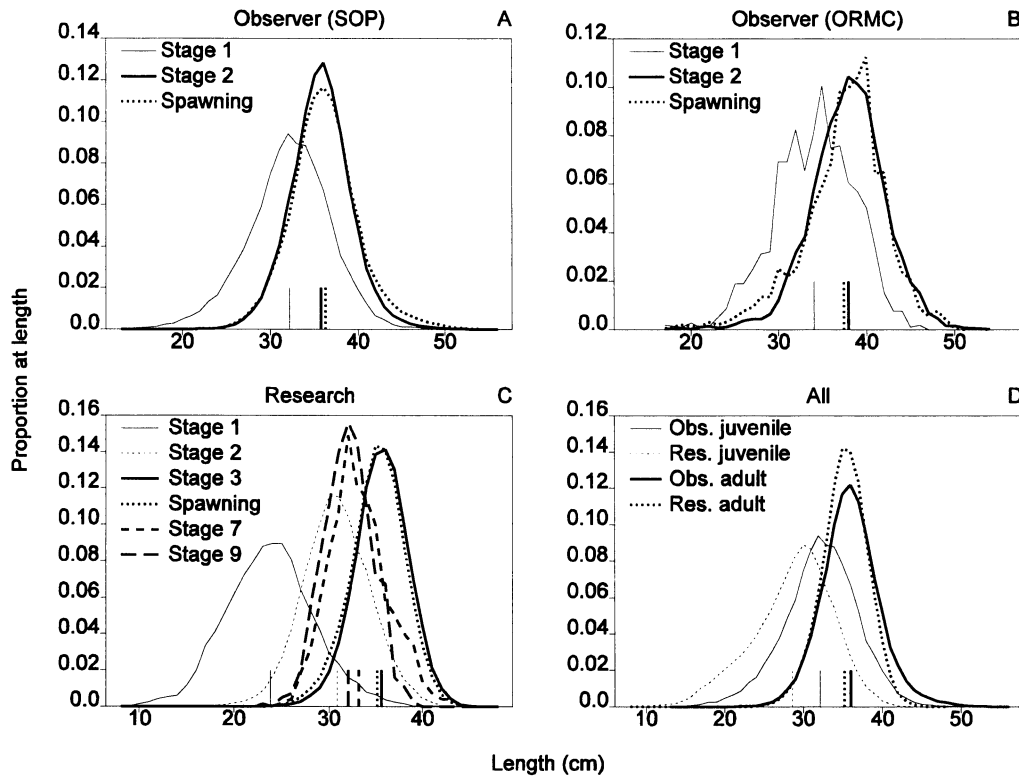 Observer (SOP)
A
0.14
0.12
0.10
0.08
0.06
0.04
0.02
0.0
Stage 1
Stage 2
Spawning
20
30
40
50
Observer (ORMC)
B
0.12
0.10
0.08
0.06
0.04
0.02
0.0
Stage 1
Stage 2
Spawning
20
30
40
50
Proportion at length
Research
C
0.16
0.14
0.12
0.10
0.08
0.06
0.04
0.02
0.0
Stage 1
Stage 2
Stage 3
Spawning
Stage 7
Stage 9
10
20
30
40
All
D
0.16
0.14
0.12
0.10
0.08
0.06
0.04
0.02
0.0
Obs. juvenile
Res. juvenile
Obs. adult
Res. adult
10
20
30
40
50
Length (cm)